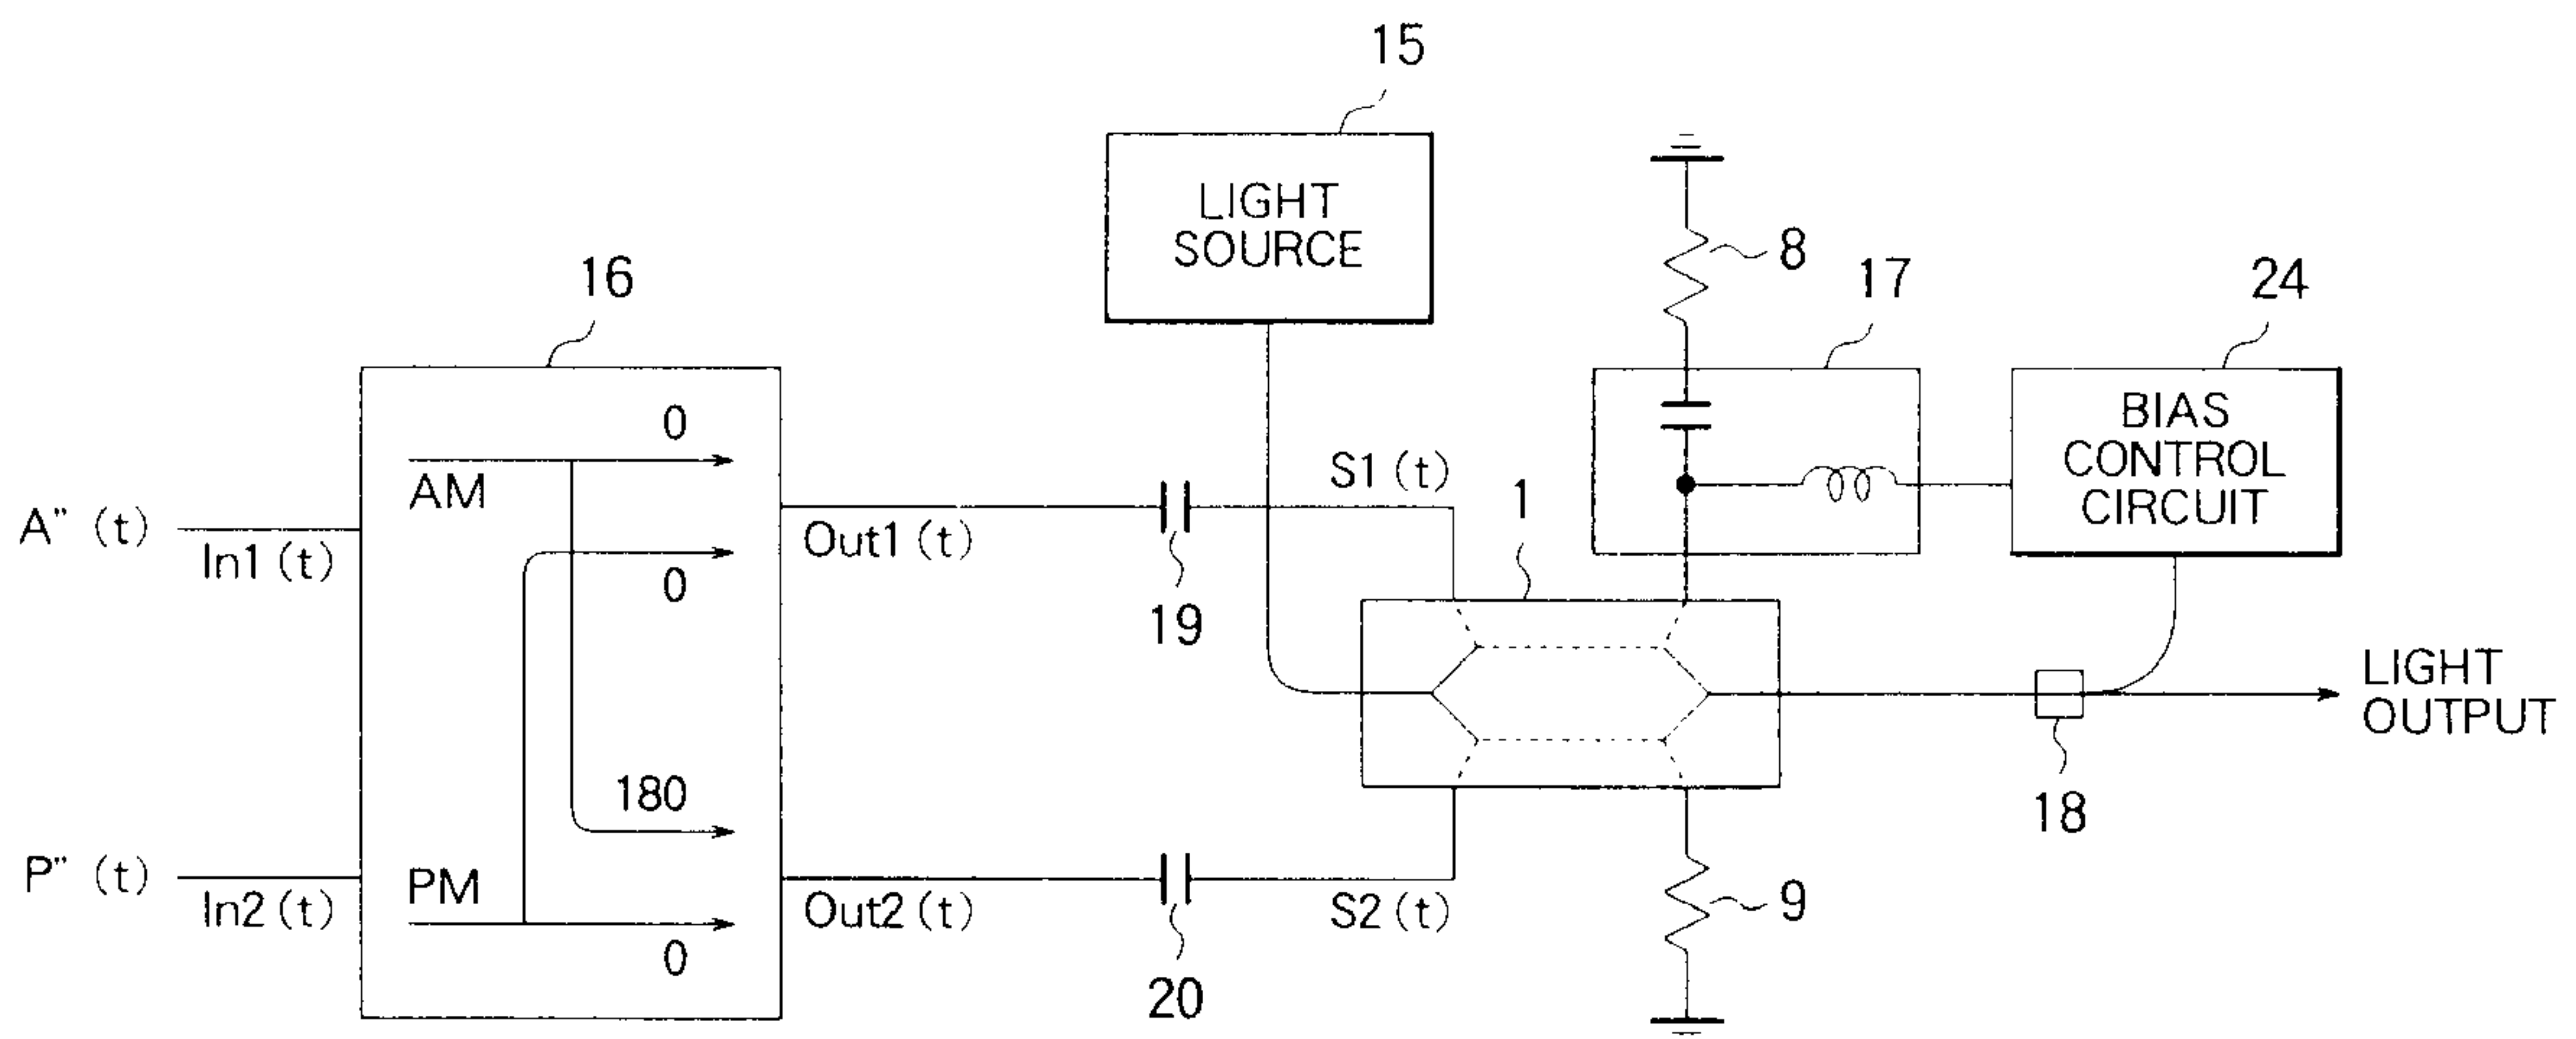 15
LIGHT
SOURCE
8
17
24
16
BIAS
CONTROL
CIRCUIT
0
AM
0
180
PM
0
A" (t)
In1 (t)
P" (t)
In2 (t)
Out1 (t)
Out2 (t)
19
20
S1 (t)
S2 (t)
1
9
18
LIGHT
OUTPUT